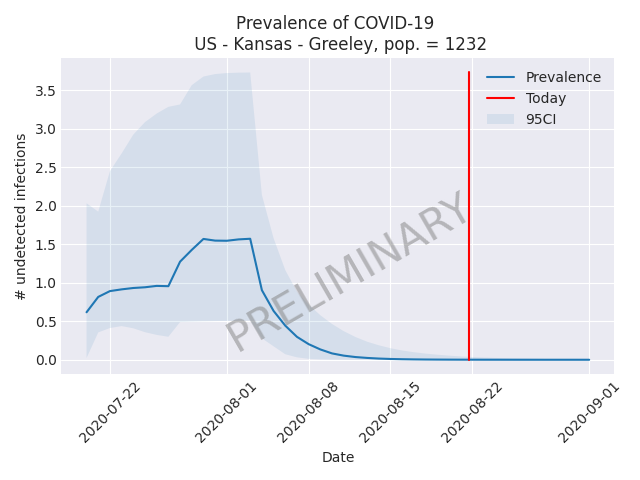 Prevalence of COVID-19
US - Kansas - Greeley, pop. = 1232
Prevalence
Today
95CI
# undetected infections
3.5
3.0
2.5
2.0
1.5
1.0
0.5
0.0
PRELIMINARY
2020-07-22
2020-08-01
2020-08-08
2020-08-15
2020-08-22
2020-09-01
Date